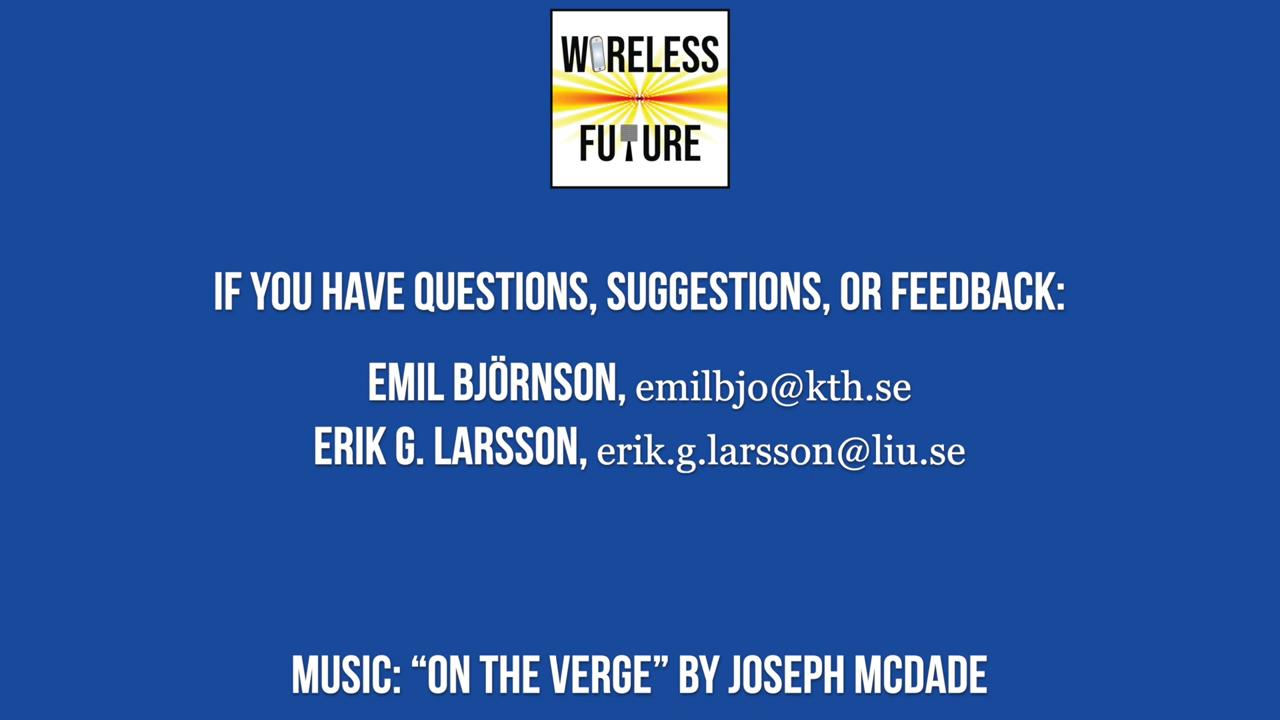 WIRELESS
FUTURE
IF YOU HAVE QUESTIONS, SUGGESTIONS, OR FEEDBACK:
EMIL BJÖRNSON, emilbjo@kth.se
ERIK G. LARSSON, erik.g.larsson@liu.se
MUSIC: “ON THE VERGE” BY JOSEPH MCDADE